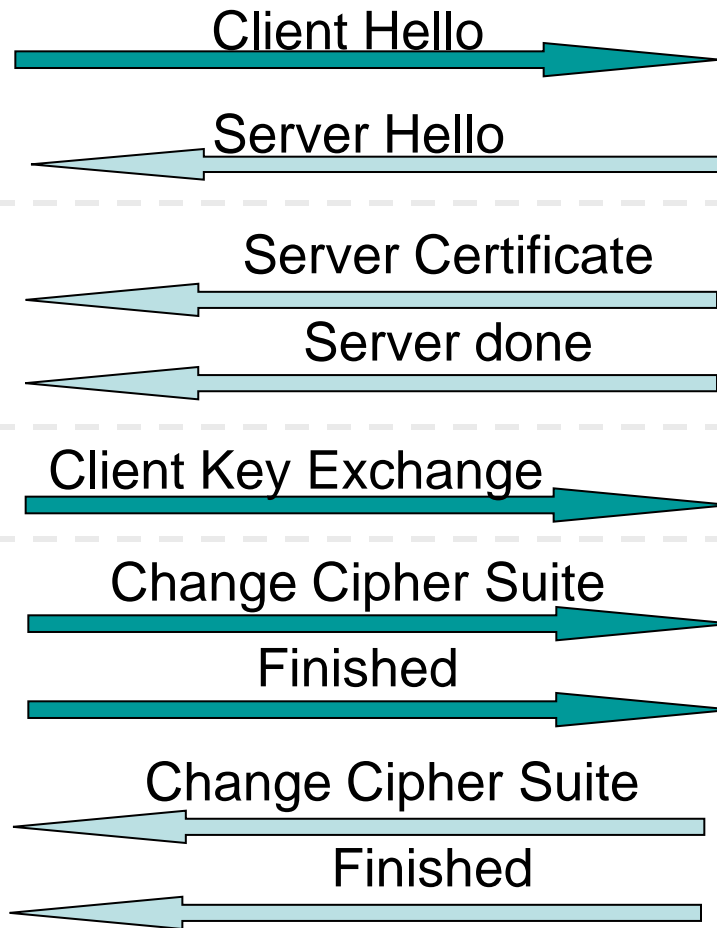 Client Hello
Server Hello
Server Certificate
Server done
Client Key Exchange
Change Cipher Suite
Finished
Change Cipher Suite
Finished